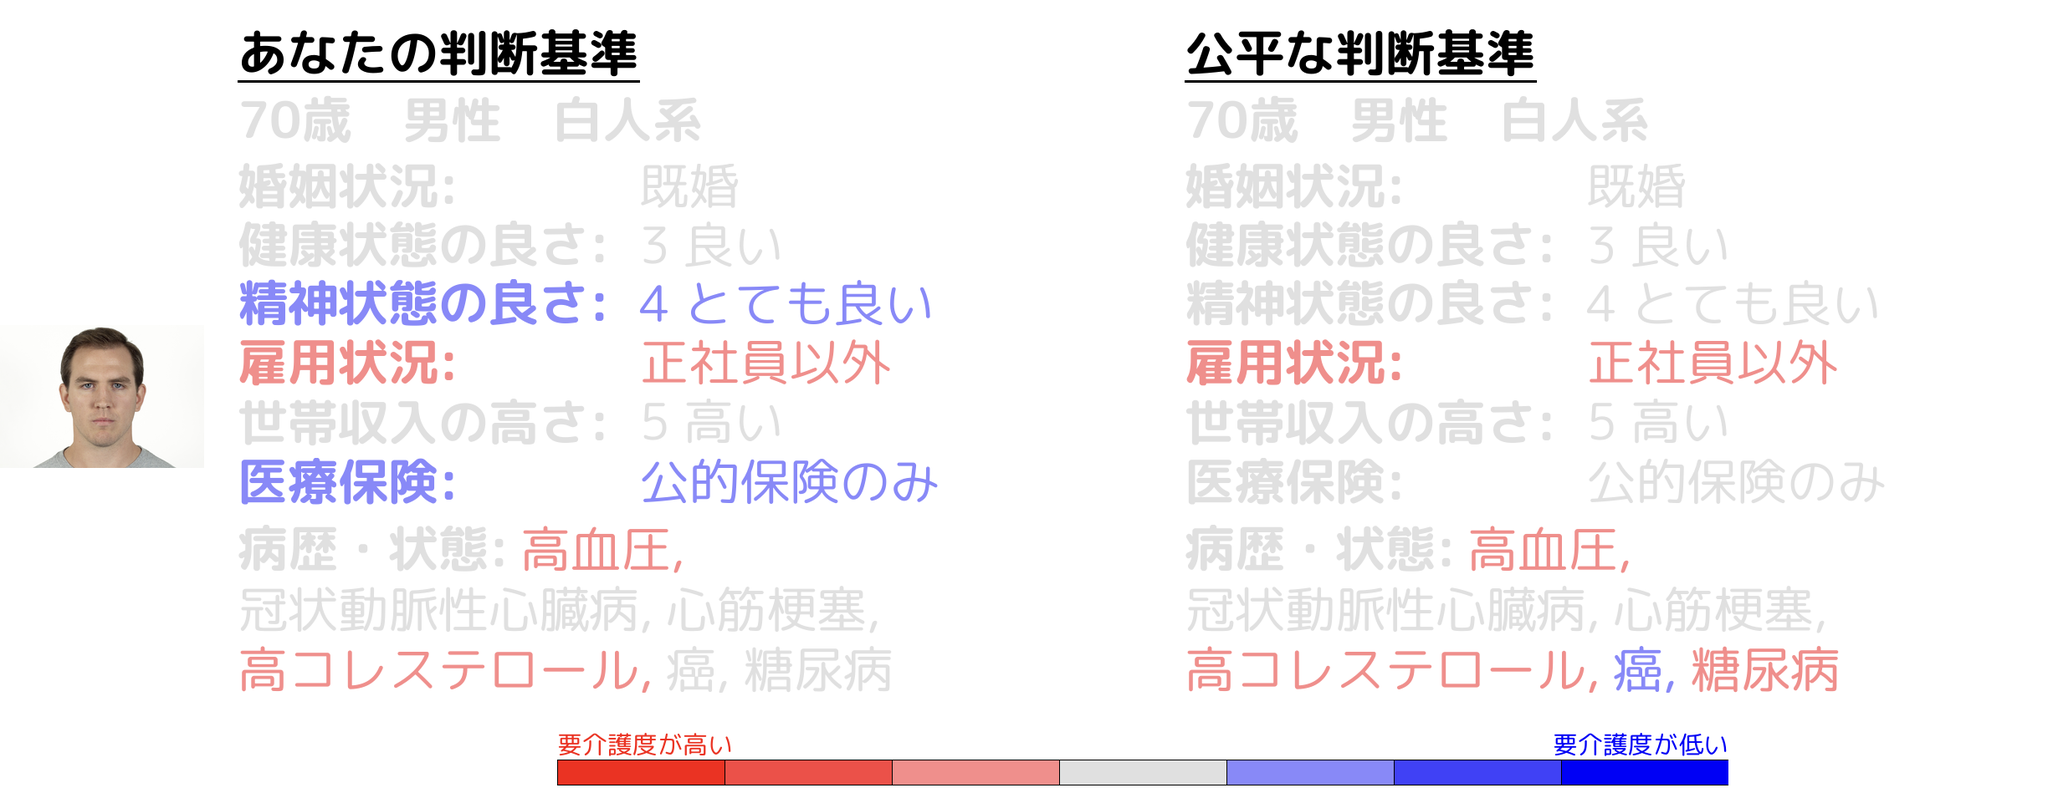 あなたの判断基準
70歳 男性 白人系
婚姻状況: 既婚
健康状態の良さ: 3 良い
精神状態の良さ: 4 とても良い
雇用状況: 正社員以外
世帯収入の高さ: 5 高い
医療保険: 公的保険のみ
病歴・状態: 高血圧,
冠状動脈性心臓病, 心筋梗塞,
高コレステロール, 癌, 糖尿病
公平な判断基準
70歳 男性 白人系
婚姻状況: 既婚
健康状態の良さ: 3 良い
精神状態の良さ: 4 とても良い
雇用状況: 正社員以外
世帯収入の高さ: 5 高い
医療保険: 公的保険のみ
病歴・状態: 高血圧,
冠状動脈性心臓病, 心筋梗塞,
高コレステロール, 癌, 糖尿病
要介護度が高い
要介護度が低い